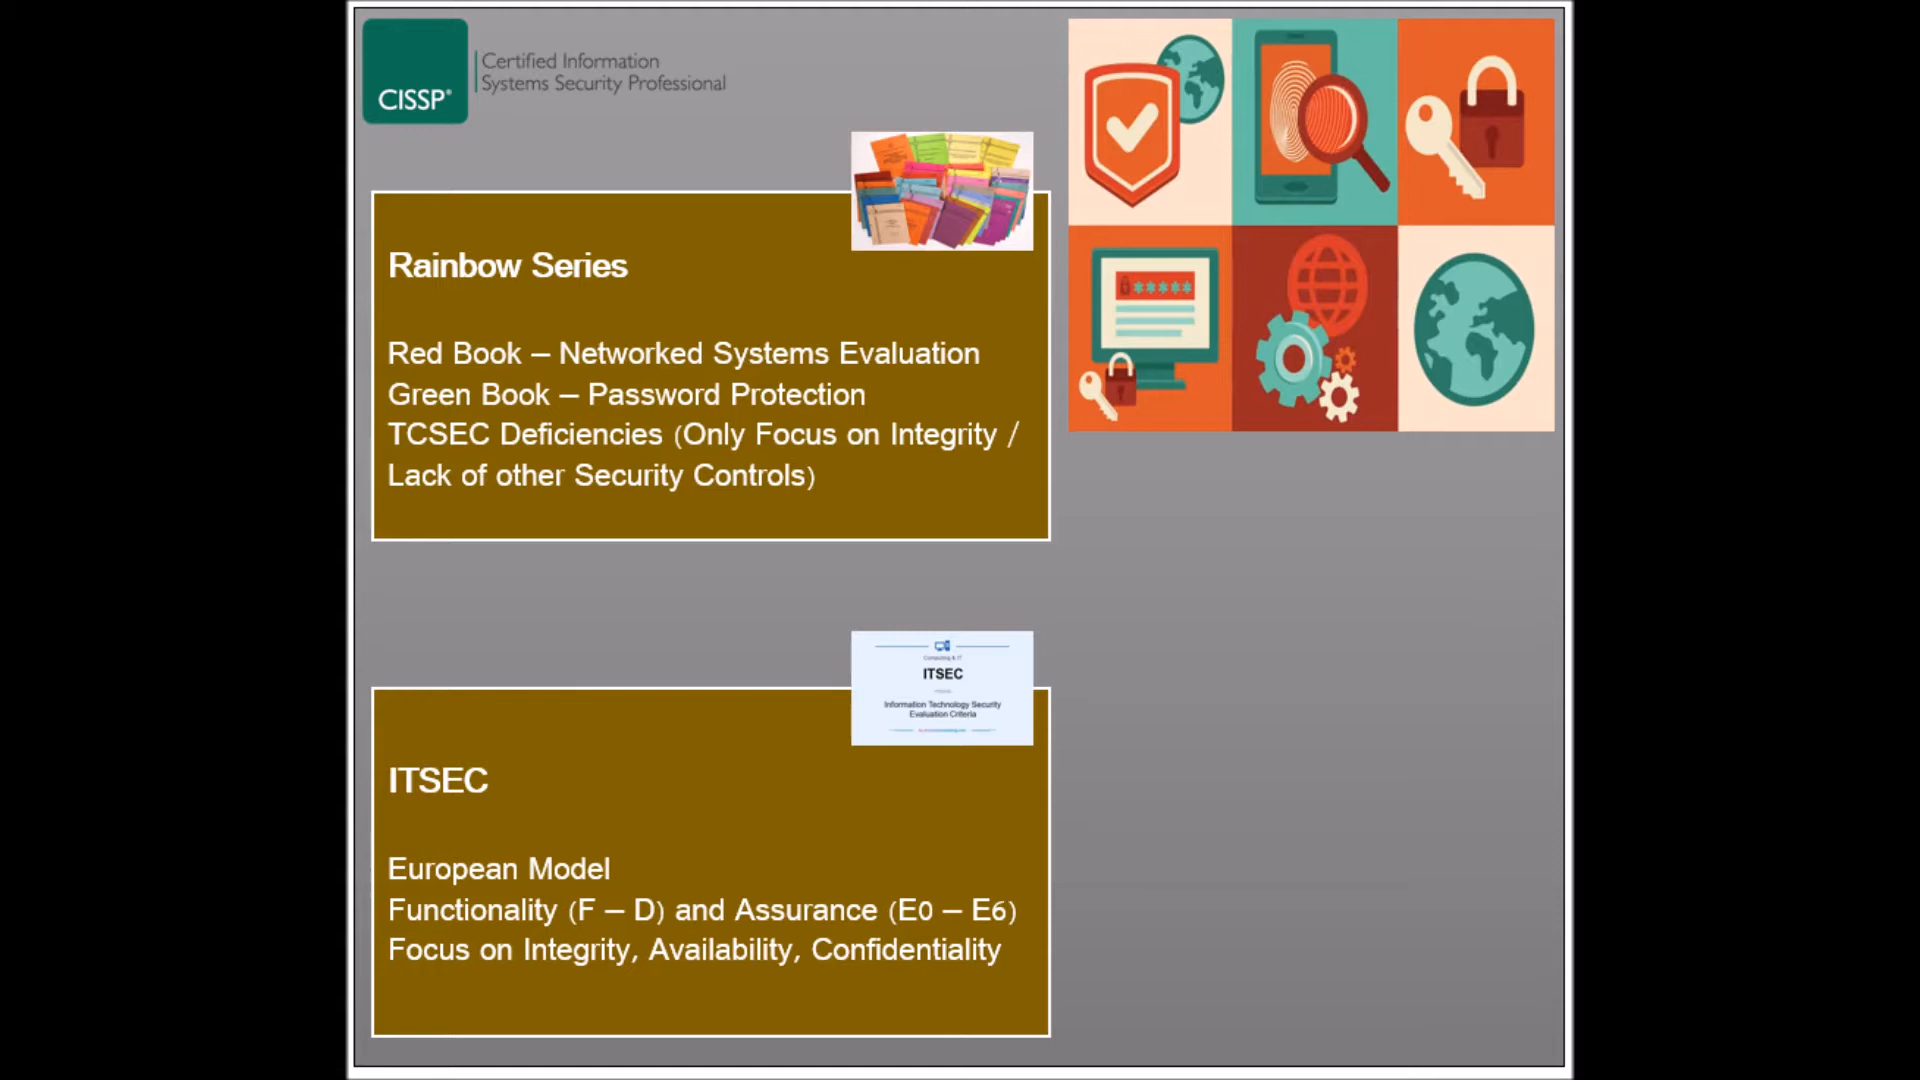 CISSP®
Certified Information
Systems Security Professional
Rainbow Series
Red Book – Networked Systems Evaluation
Green Book – Password Protection
TCSEC Deficiencies (Only Focus on Integrity /
Lack of other Security Controls)
Computing & IT
ITSEC
Information Technology Security
Evaluation Criteria
ITSEC
European Model
Functionality (F – D) and Assurance (E0 – E6)
Focus on Integrity, Availability, Confidentiality